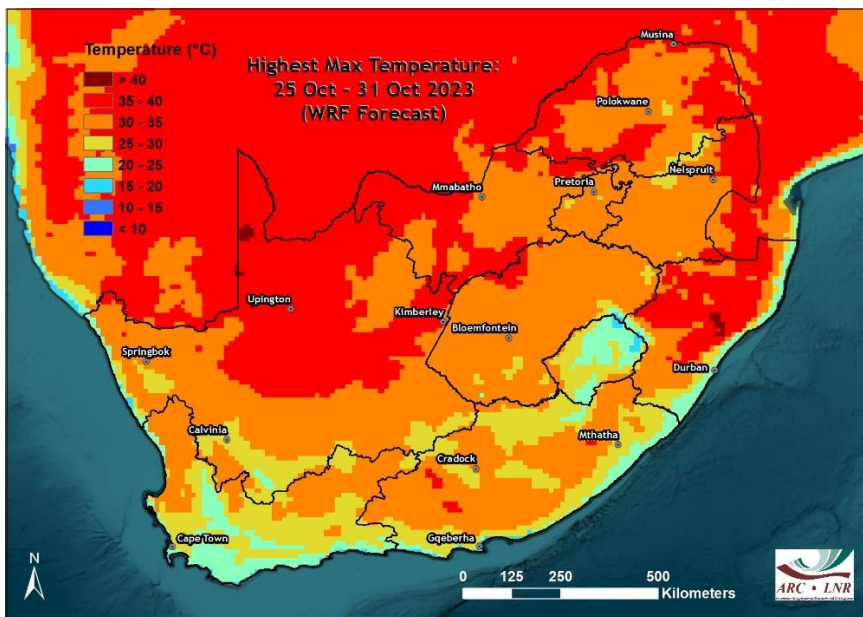 Temperature (°C)
> 40
35 - 40
30 - 35
25 - 30
20 - 25
15 - 20
10 - 15
< 10
Highest Max Temperature:
25 Oct - 31 Oct 2023
(WRF Forecast)
Musina
Polokwane
Nelspruit
Pretoria
Mmabatho
Upington
Kimberley
Bloemfontein
Springbok
Durban
Calvinia
Mthatha
Cradock
Cape Town
Gqeberha
N
0 125 250 500
Kilometers
ARC • LNR